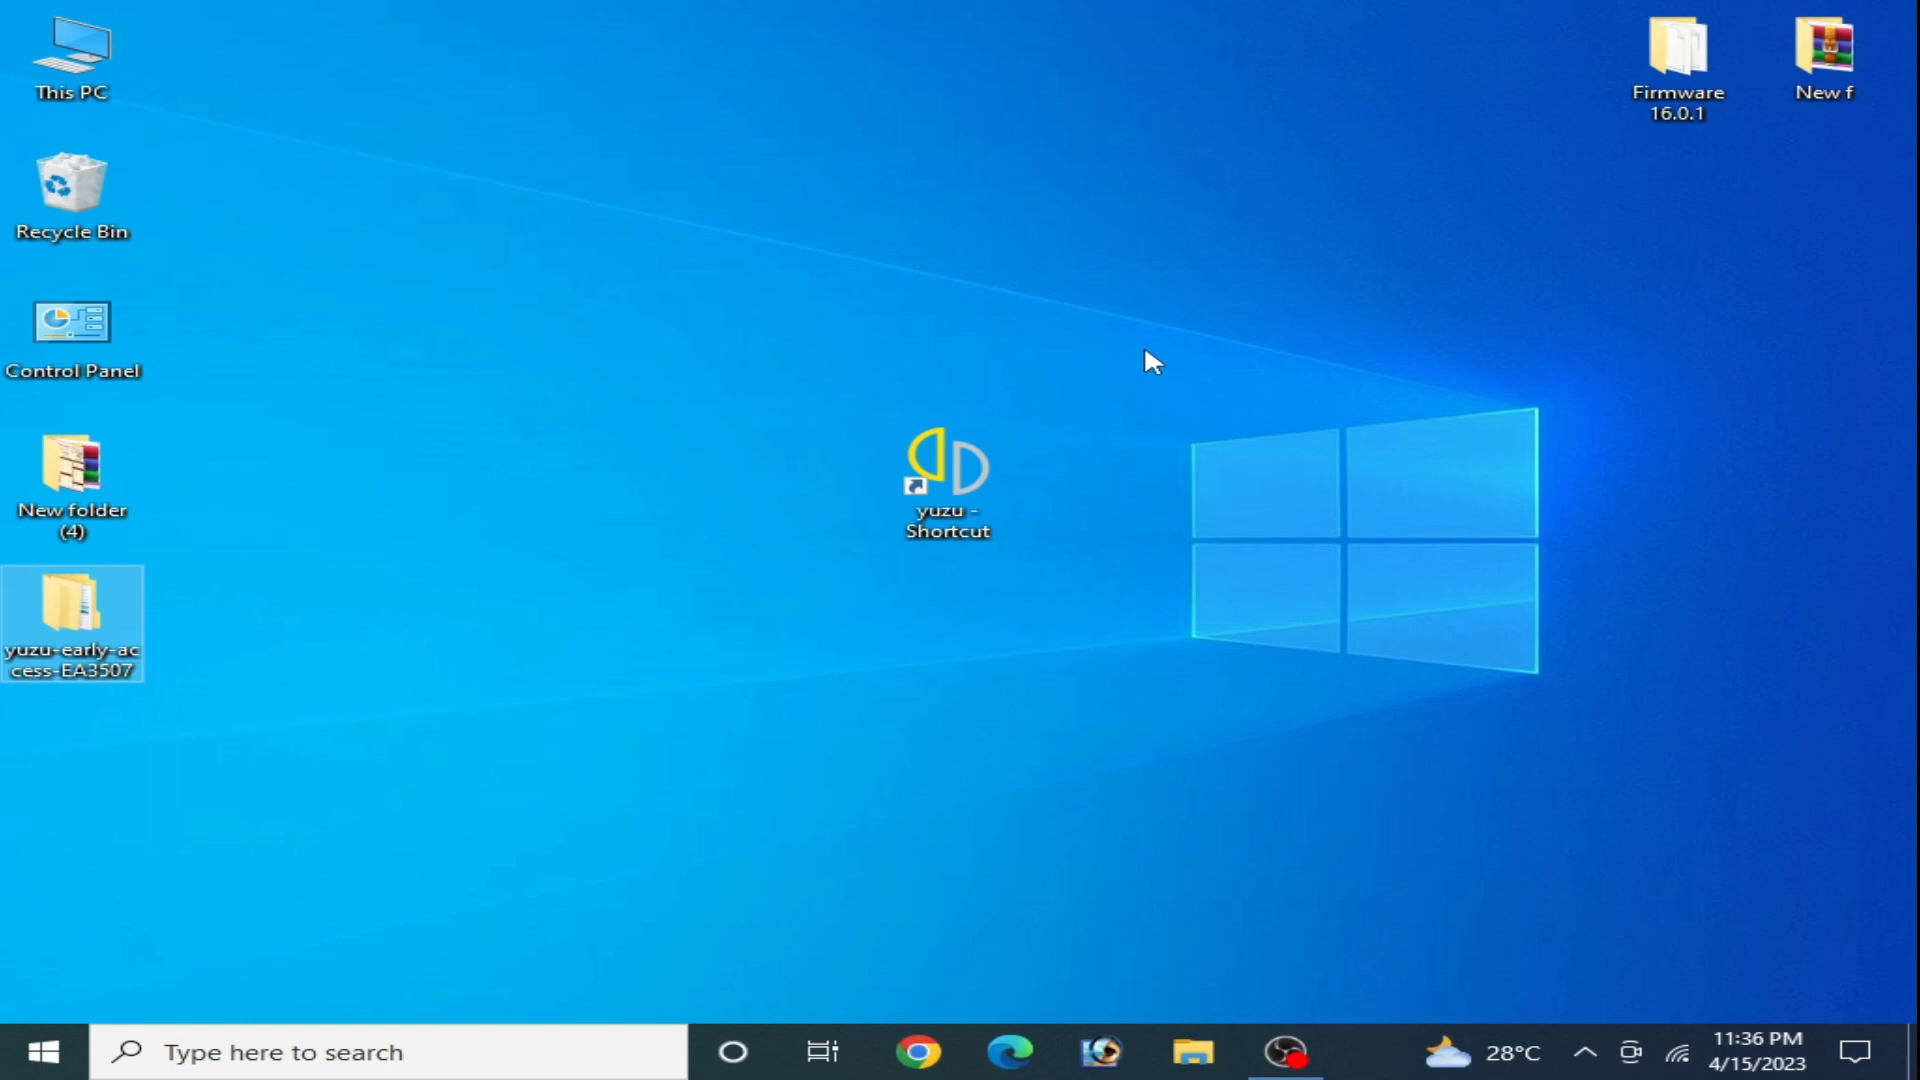 This PC
Recycle Bin
Control Panel
New folder
(4)
yuzu-early-ac
cess-EA3507
yuzu -
Shortcut
Firmware
16.0.1
New f
Type here to search
28°C
11:36 PM
4/15/2023